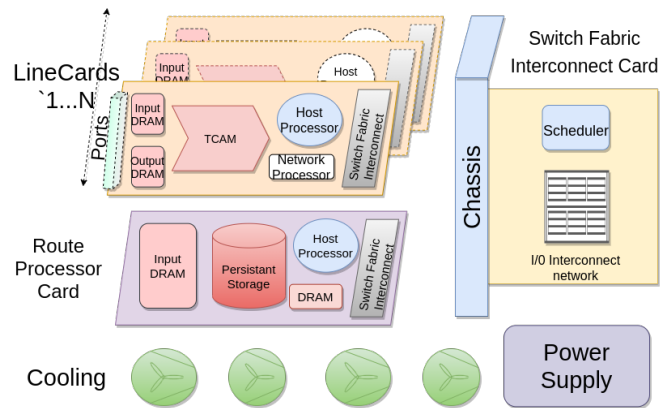 LineCards
`1...N
Ports
Input
DRAM
Host
Input
DRAM
Output
DRAM
TCAM
Host
Processor
Network
Processor
Switch Fabric
Interconnect
Route
Processor
Card
Input
DRAM
Persistant
Storage
Host
Processor
DRAM
Switch Fabric
Interconnect
Chassis
Switch Fabric
Interconnect Card
Scheduler
I/0 Interconnect
network
Cooling
Power
Supply